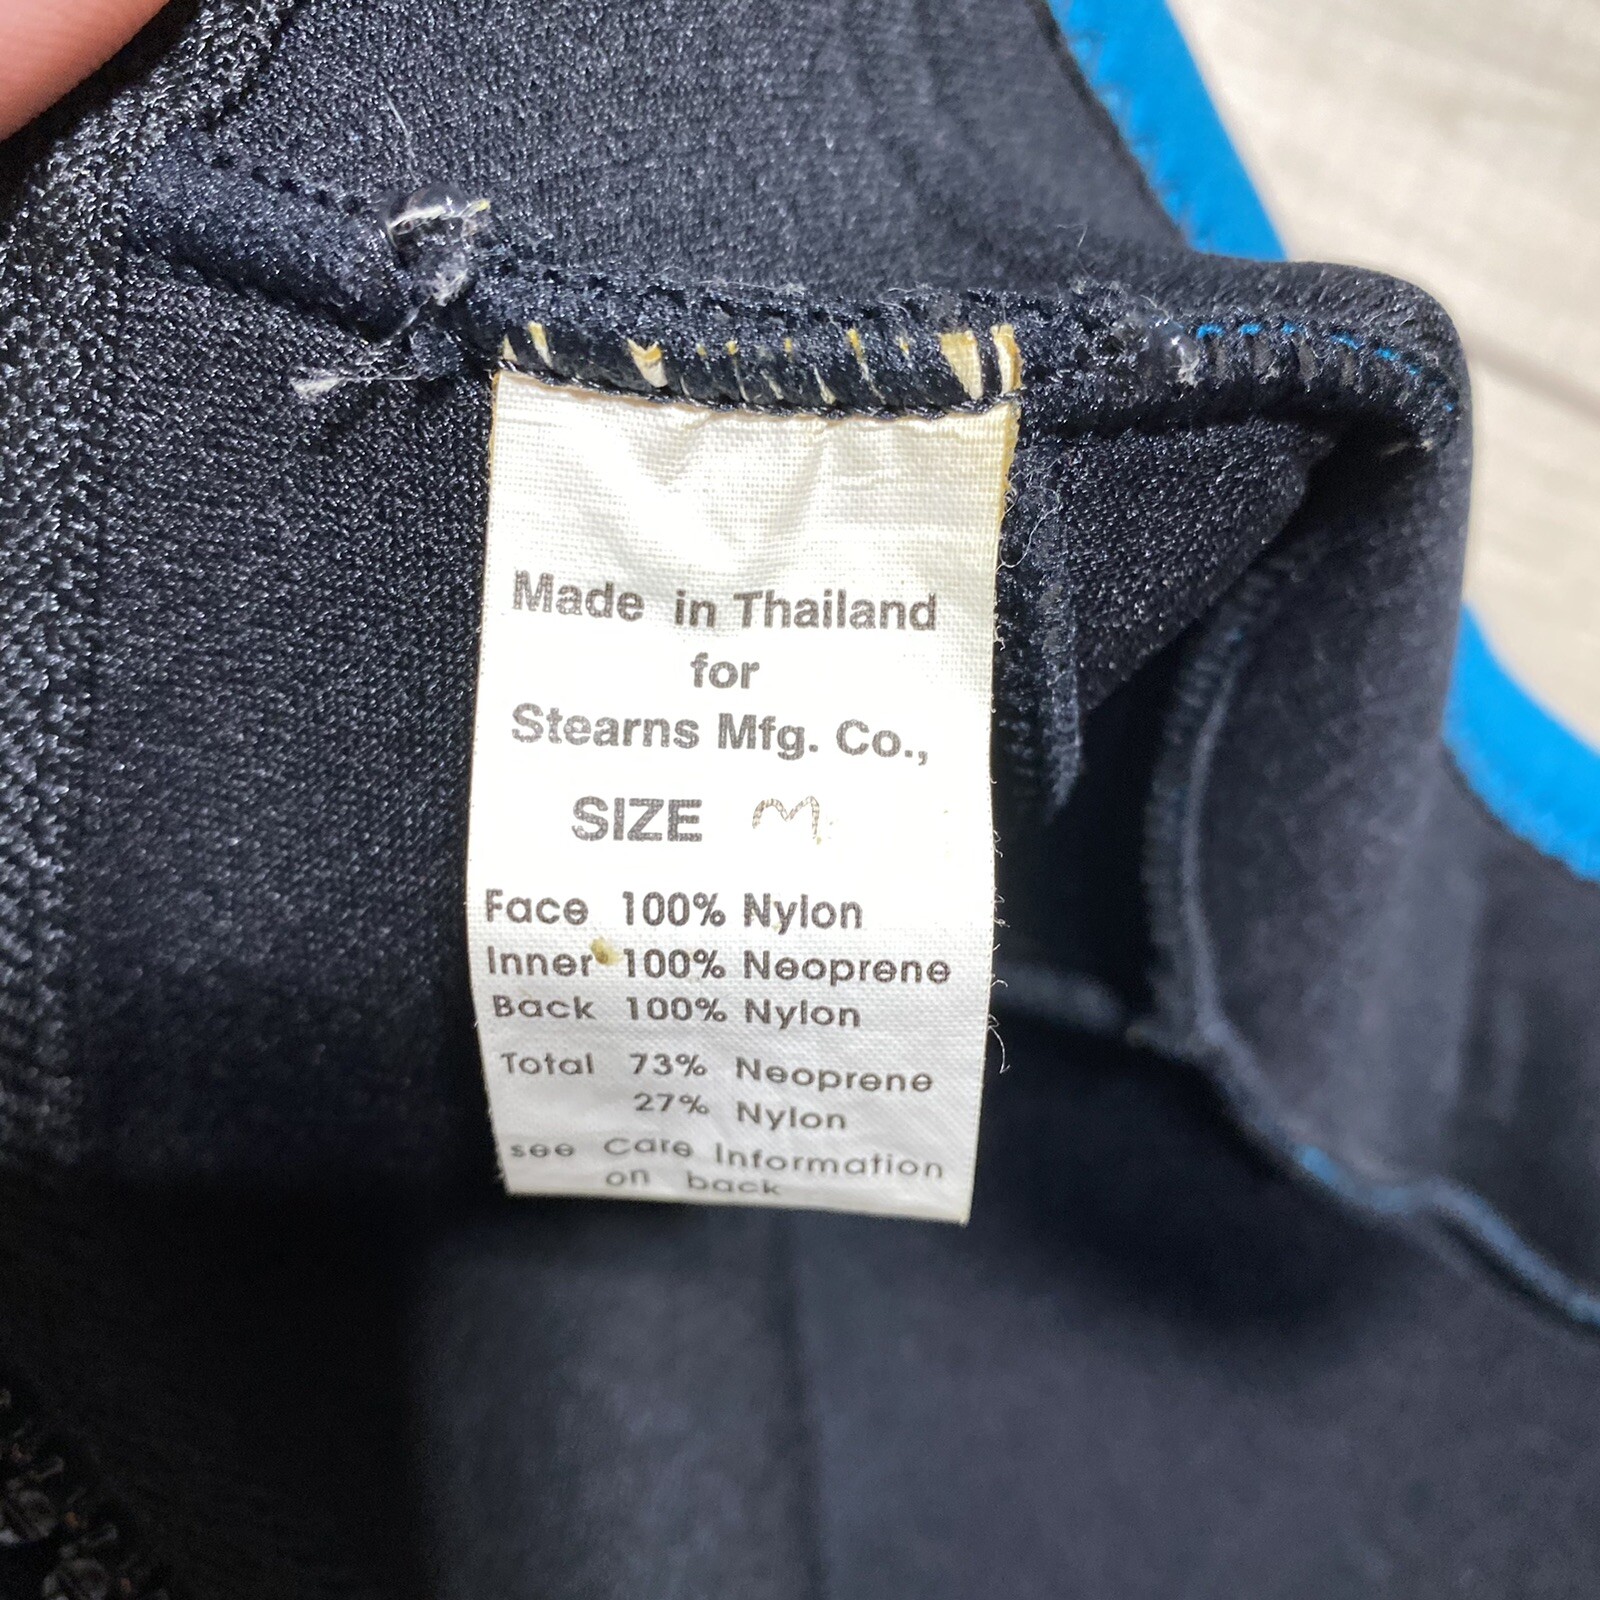 Made in Thailand
for
Stearns Mfg. Co.,
SIZE M
Face 100% Nylon
Inner 100% Neoprene
Back 100% Nylon
Total 73% Neoprene
27% Nylon
see Care Information
on back